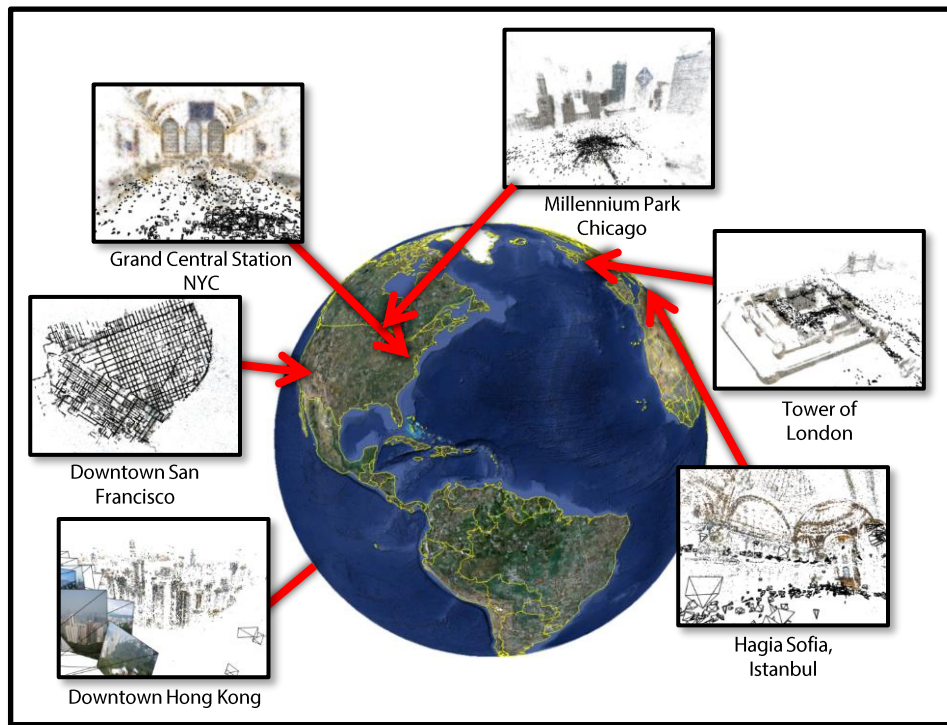 Millennium Park
Chicago
Grand Central Station
NYC
Tower of
London
Downtown San
Francisco
Hagia Sofia,
Istanbul
Downtown Hong Kong